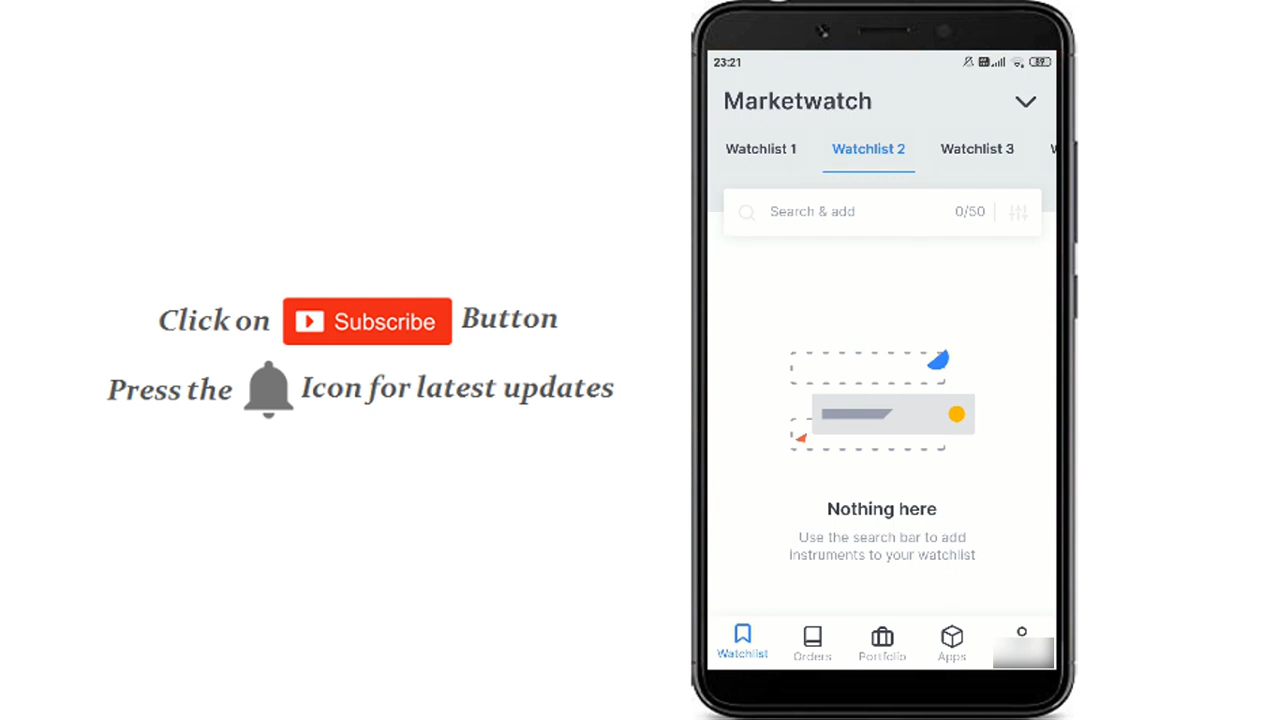 Click on Subscribe Button
Press the Icon for latest updates
23:21
Marketwatch
Watchlist 1 Watchlist 2 Watchlist 3
Search & add 0/50
Nothing here
Use the search bar to add
instruments to your watchlist
Watchlist Orders Portfolio Apps